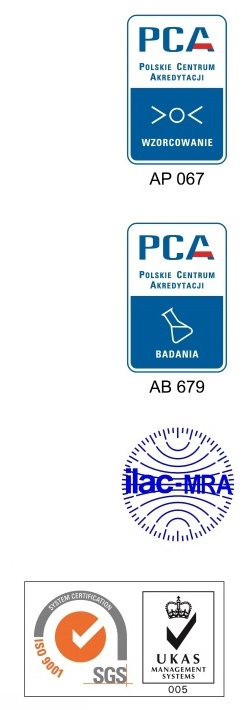 PCA
POLSKIE CENTRUM
AKREDYTACJI
WZORCOWANIE
AP 067
PCA
POLSKIE CENTRUM
AKREDYTACJI
BADANIA
AB 679
ilac-MRA
SYSTEM CERTIFICATION
ISO 9001
SGS
UKAS
MANAGEMENT
SYSTEMS
005